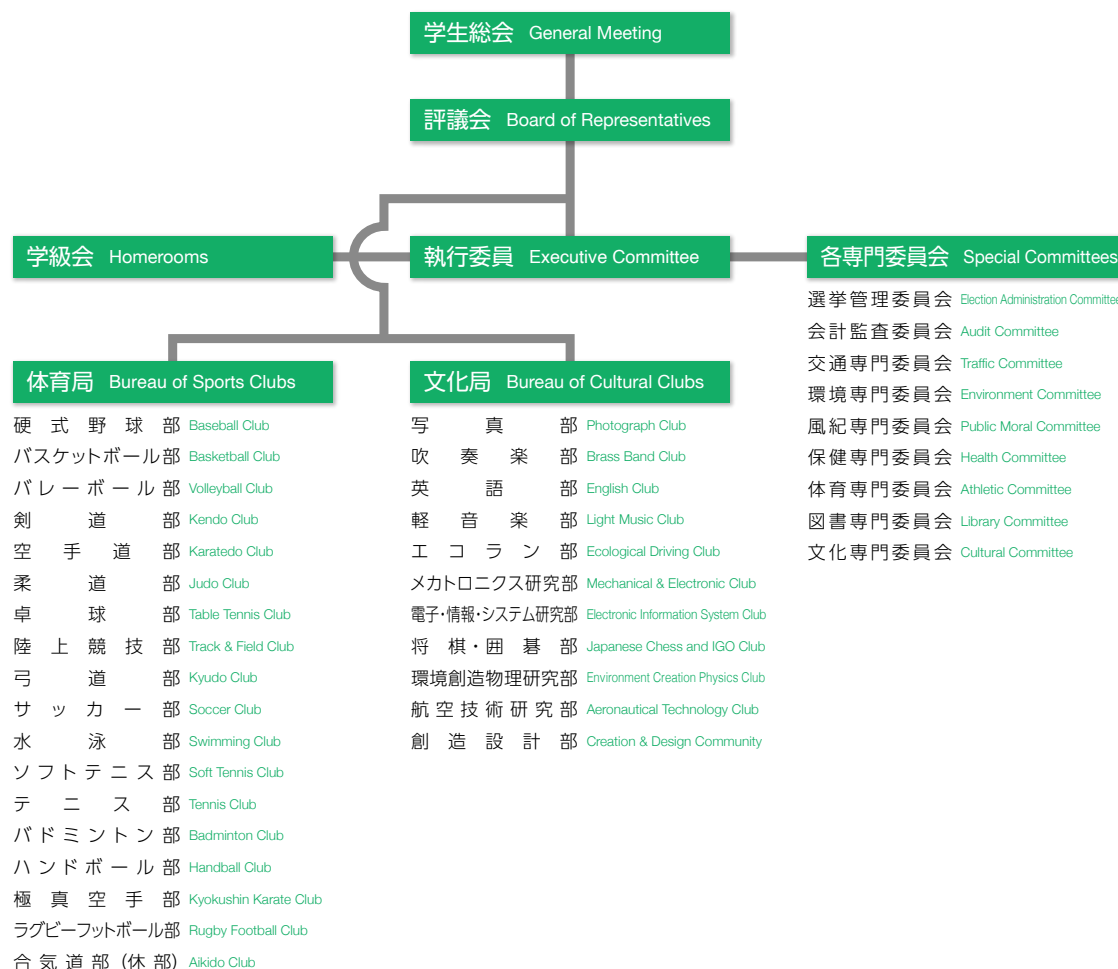 学生総会 General Meeting
評議会 Board of Representatives
学級会 Homerooms
執行委員 Executive Committee
各専門委員会 Special Committees
選挙管理委員会 Election Administration Committee
会計監査委員会 Audit Committee
交通専門委員会 Traffic Committee
環境専門委員会 Environment Committee
風紀専門委員会 Public Moral Committee
保健専門委員会 Health Committee
体育専門委員会 Athletic Committee
図書専門委員会 Library Committee
文化専門委員会 Cultural Committee
体育局 Bureau of Sports Clubs
硬式野球部 Baseball Club
バスケットボール部 Basketball Club
バレーボール部 Volleyball Club
剣道部 Kendo Club
空手道部 Karatedo Club
柔道部 Judo Club
卓球部 Table Tennis Club
陸上競技部 Track & Field Club
弓道部 Kyudo Club
サッカー部 Soccer Club
水泳部 Swimming Club
ソフトテニス部 Soft Tennis Club
テニス部 Tennis Club
バドミントン部 Badminton Club
ハンドボール部 Handball Club
極真空手部 Kyokushin Karate Club
ラグビーフットボール部 Rugby Football Club
合気道部(休部) Aikido Club
文化局 Bureau of Cultural Clubs
写真部 Photograph Club
吹奏楽部 Brass Band Club
英語部 English Club
軽音楽部 Light Music Club
エコラン部 Ecological Driving Club
メカトロニクス研究部 Mechanical & Electronic Club
電子・情報・システム研究部 Electronic Information System Club
将棋・囲碁部 Japanese Chess and IGO Club
環境創造物理研究部 Environment Creation Physics Club
航空技術研究部 Aeronautical Technology Club
創造設計部 Creation & Design Community